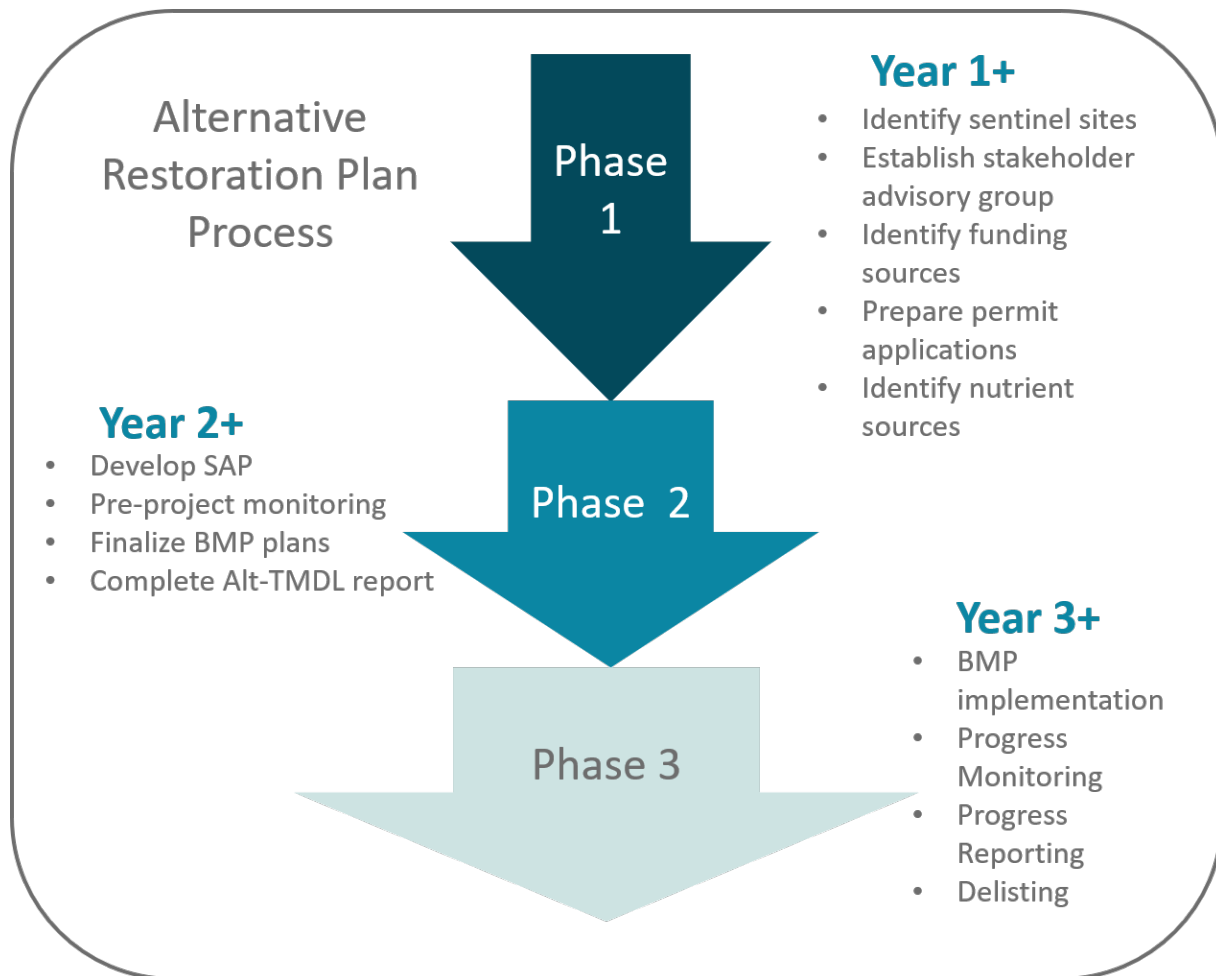 Alternative
Restoration Plan
Process
Phase
1
Year 1+
• Identify sentinel sites
• Establish stakeholder
advisory group
• Identify funding
sources
• Prepare permit
applications
• Identify nutrient
sources
Year 2+
• Develop SAP
• Pre-project monitoring
• Finalize BMP plans
• Complete Alt-TMDL report
Phase 2
Year 3+
• BMP
implementation
• Progress
Monitoring
• Progress
Reporting
• Delisting
Phase 3